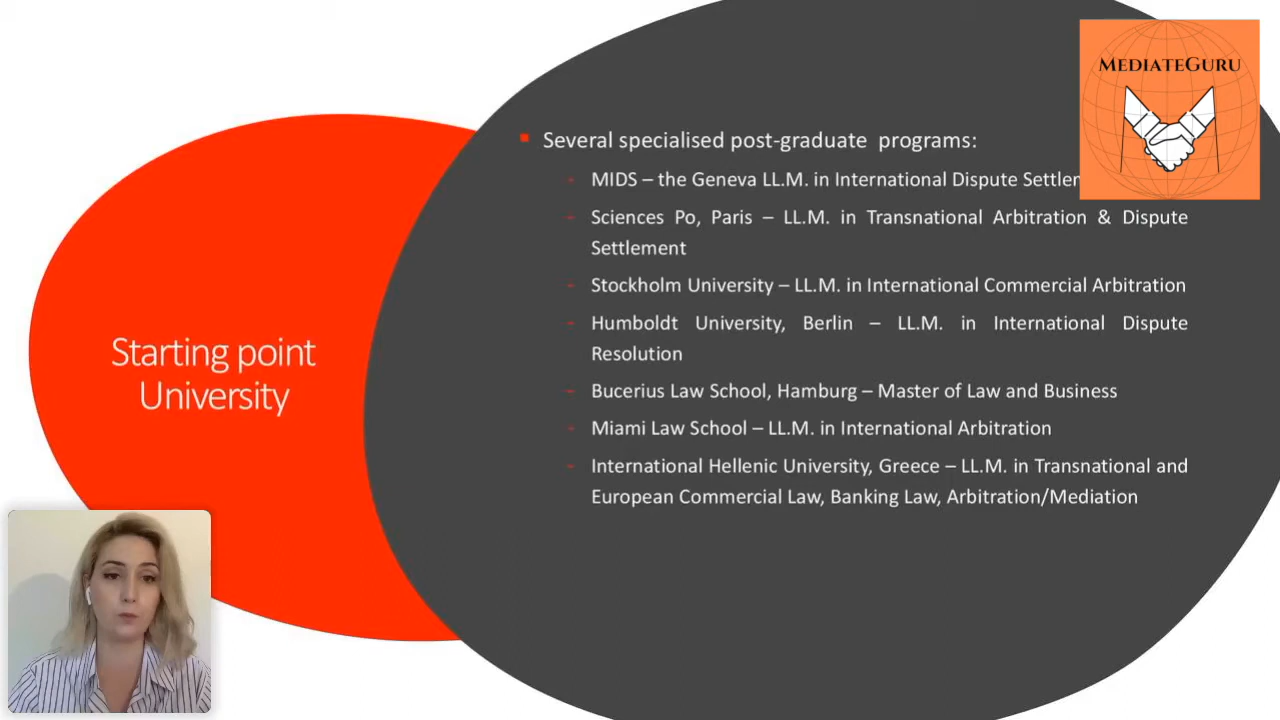 MEDIATEGURU
Several specialised post-graduate programs:
- MIDS – the Geneva LL.M. in International Dispute
- Sciences Po, Paris – LL.M. in Transnational Arbitration & Dispute
Settlement
- Stockholm University – LL.M. in International Commercial Arbitration
- Humboldt University, Berlin – LL.M. in International Dispute
Resolution
- Bucerius Law School, Hamburg – Master of Law and Business
- Miami Law School – LL.M. in International Arbitration
- International Hellenic University, Greece – LL.M. in Transnational and
European Commercial Law, Banking Law, Arbitration/Mediation
Starting point
University